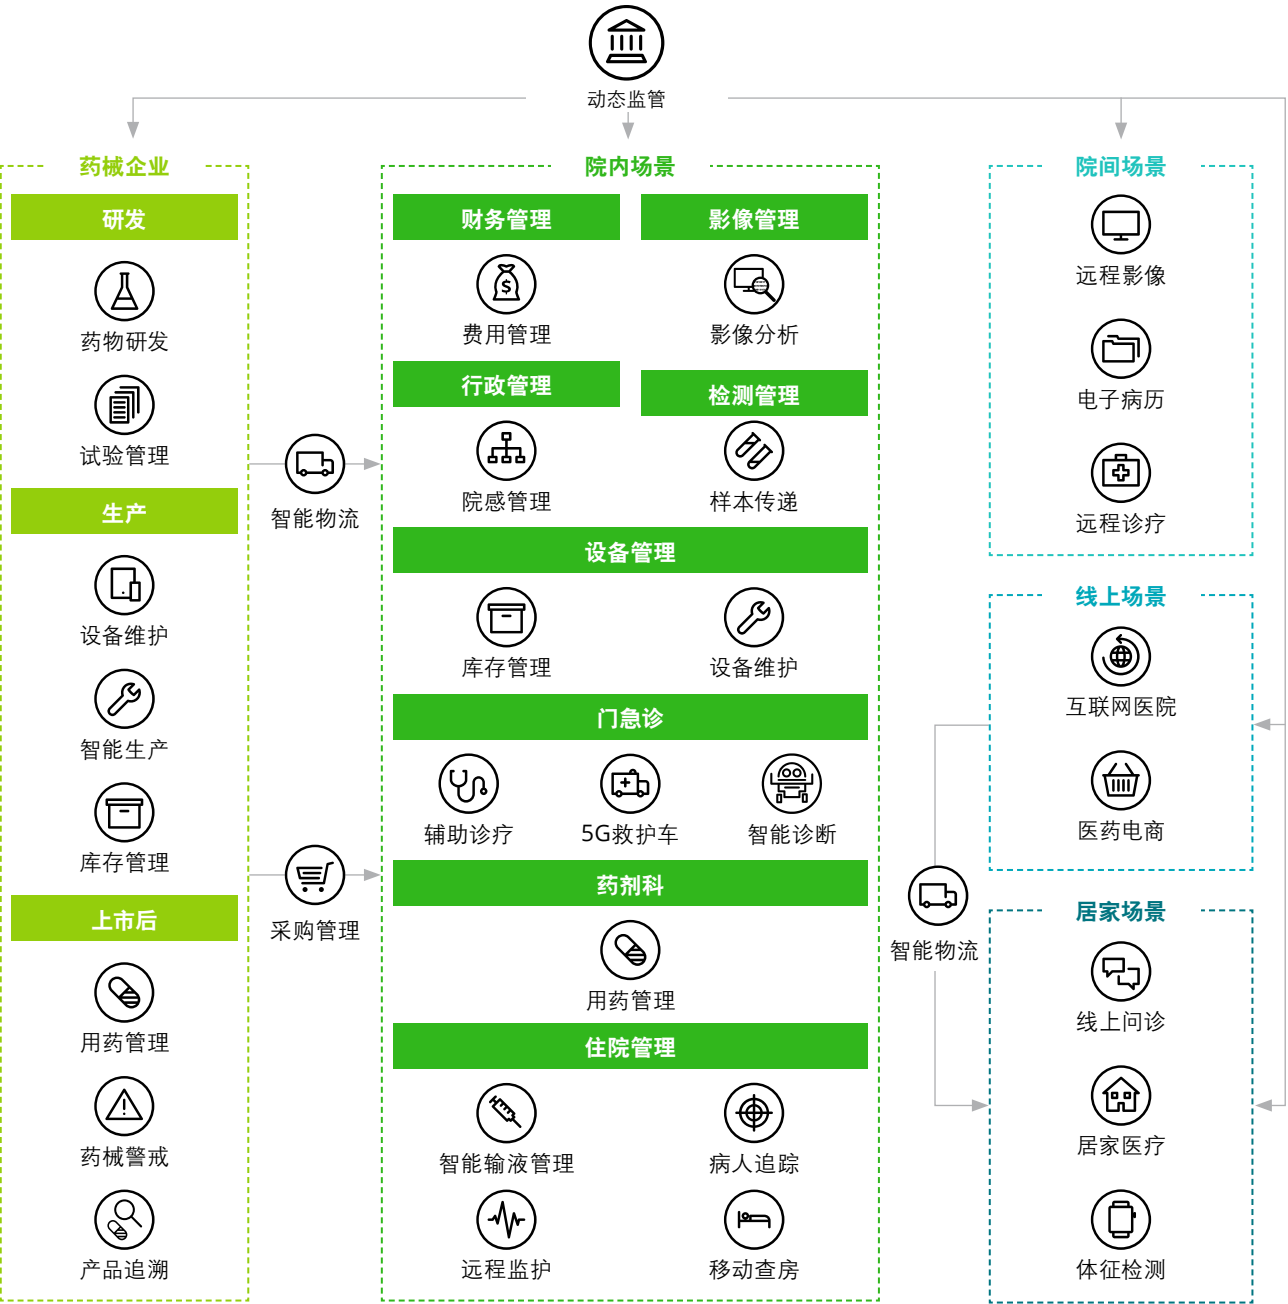 动态监管
药械企业
研发
药物研发
试验管理
生产
设备维护
智能生产
库存管理
上市后
用药管理
药械警戒
产品追溯
智能物流
采购管理
院内场景
财务管理
影像管理
费用管理
影像分析
行政管理
检测管理
院感管理
样本传递
设备管理
库存管理
设备维护
门急诊
辅助诊疗
5G救护车
智能诊断
药剂科
用药管理
住院管理
智能输液管理
病人追踪
远程监护
移动查房
智能物流
院间场景
远程影像
电子病历
远程诊疗
线上场景
互联网医院
医药电商
居家场景
线上问诊
居家医疗
体征检测